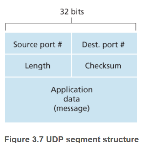 32 bits
Source port #
Dest. port #
Length
Checksum
Application
data
(message)
Figure 3.7 UDP segment structure